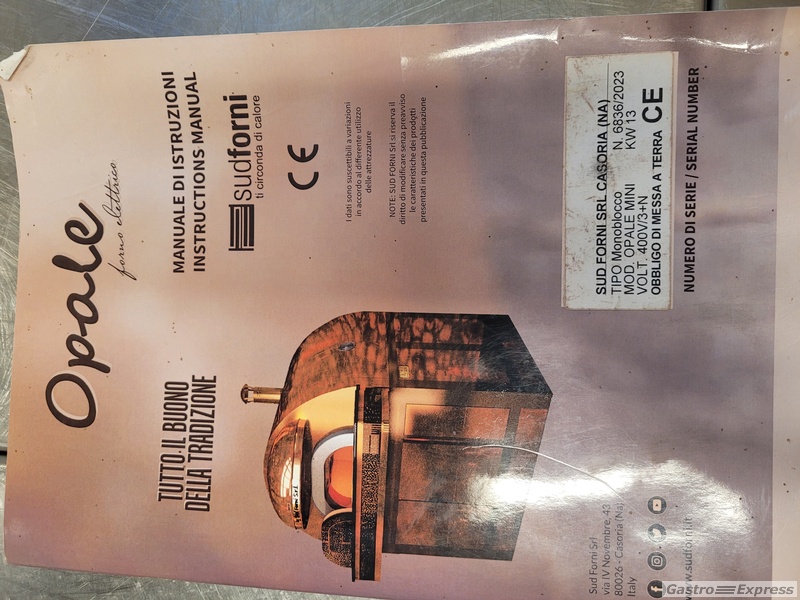 Opale
forno elettrico
TUTTO IL BUONO
DELLA TRADIZIONE
MANUALE DI ISTRUZIONI
INSTRUCTIONS MANUAL
sudforni
ti circonda di calore
CE
I dati sono suscettibili a variazioni
in accordo al differente utilizzo
delle attrezzature
NOTE: SUD FORNI Srl si riserva il
diritto di modificare senza preavviso
le caratteristiche dei prodotti
presentati in questa pubblicazione
SUD FORNI SRL CASORIA (NA)
TIPO Monoblocco N. 6836/2023
MOD. OPALE MINI KW 13
VOLT. 400V/3+N
OBBLIGO DI MESSA A TERRA CE
NUMERO DI SERIE / SERIAL NUMBER
Sud Forni Srl
via IV Novembre, 43
80026 - Casoria (Na)
Italy
www.sudforni.it
Gastro Express